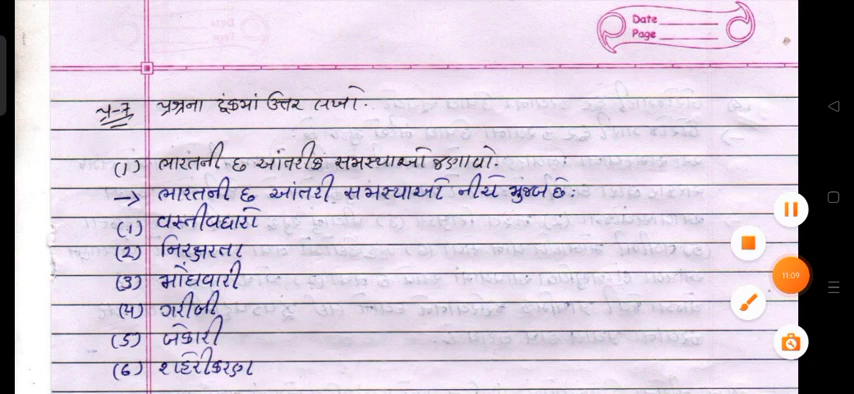 Date
Page
પ્ર-7 પ્રશ્નના ટૂંકમાં ઉત્તર લખો.
(1) ભારતની છ આંતરીક સમસ્યાઓ જણાવો.
→ ભારતની છ આંતરી સમસ્યાઓ નીચે મુજબ છે:
(1) વસ્તીવધારો
(2) નિરક્ષરતા
(3) મોંઘવારી
(4) ગરીબી
(5) બેકારી
(6) શહેરીકરણ
11:09